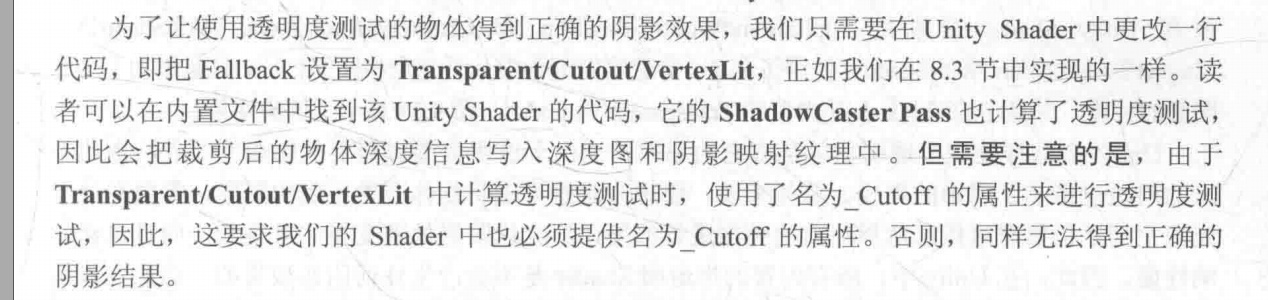 为了让使用透明度测试的物体得到正确的阴影效果，我们只需要在 Unity Shader 中更改一行
代码，即把 Fallback 设置为 Transparent/Cutout/VertexLit，正如我们在 8.3 节中实现的一样。读
者可以在内置文件中找到该 Unity Shader 的代码，它的 ShadowCaster Pass 也计算了透明度测试，
因此会把裁剪后的物体深度信息写入深度图和阴影映射纹理中。但需要注意的是，由于
Transparent/Cutout/VertexLit 中计算透明度测试时，使用了名为_Cutoff 的属性来进行透明度测
试，因此，这要求我们的 Shader 中也必须提供名为_Cutoff 的属性。否则，同样无法得到正确的
阴影结果。